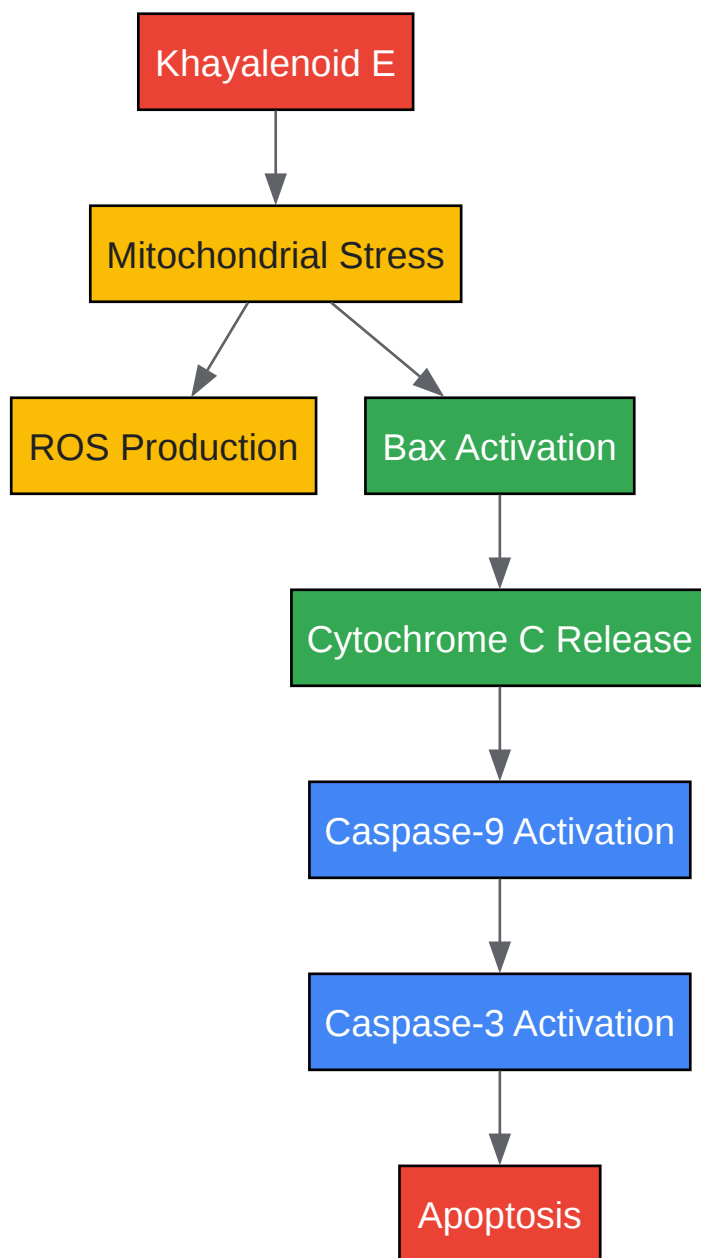 Khayalenoid E
Mitochondrial Stress
ROS Production
Bax Activation
Cytochrome C Release
Caspase-9 Activation
Caspase-3 Activation
Apoptosis